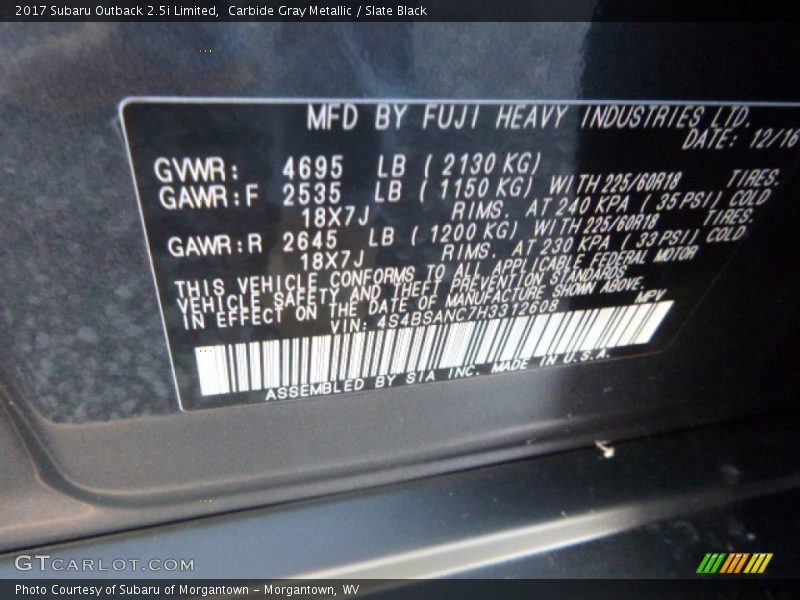 2017 Subaru Outback 2.5i Limited, Carbide Gray Metallic / Slate Black
MFD BY FUJI HEAVY INDUSTRIES LTD.
DATE: 12/16
GVWR: 4695 LB (2130 KG)
GAWR:F 2535 LB (1150 KG) WITH 225/60R18 TIRES.
18X7J RIMS. AT 240 KPA (35 PSI) COLD
GAWR:R 2645 LB (1200 KG) WITH 225/60R18 TIRES.
18X7J RIMS. AT 230 KPA (33 PSI) COLD
THIS VEHICLE CONFORMS TO ALL APPLICABLE FEDERAL MOTOR
VEHICLE SAFETY AND THEFT PREVENTION STANDARDS
IN EFFECT ON THE DATE OF MANUFACTURE SHOWN ABOVE.
VIN: 4S4BSANC7H3312608 MPV
ASSEMBLED BY SIA INC. MADE IN U.S.A.
GTCARLOT.COM
Photo Courtesy of Subaru of Morgantown - Morgantown, WV